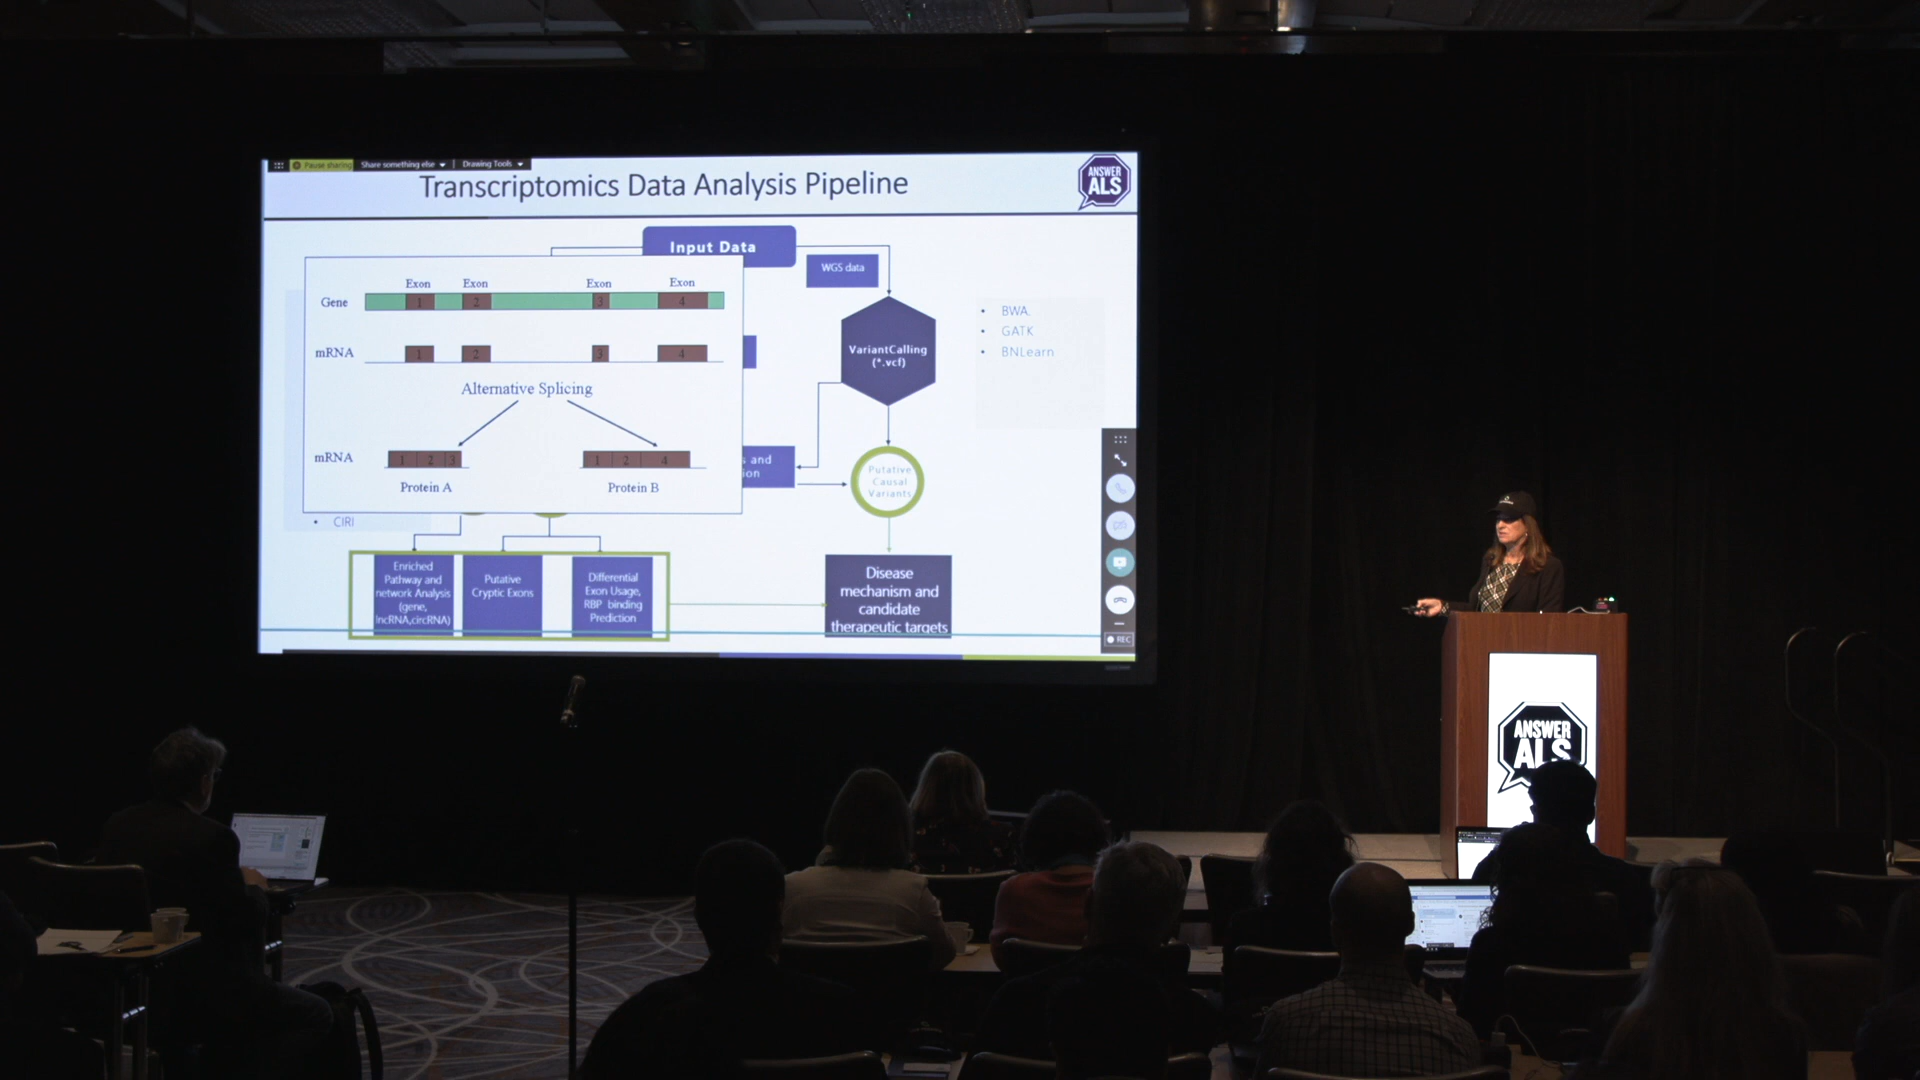 Pause sharing Share something else Drawing Tools
Transcriptomics Data Analysis Pipeline
ANSWER
ALS
Input Data
WGS data
Exon Exon Exon Exon
Gene 1 2 3 4
mRNA 1 2 3 4
Alternative Splicing
mRNA 1 2 3 1 2 4
Protein A Protein B
VariantCalling
(*.vcf)
• BWA.
• GATK
• BNLearn
s and
ion
Putative
Causal
Variants
• CIRI
Enriched
Pathway and
network Analysis
(gene,
lncRNA,circRNA)
Putative
Cryptic Exons
Differential
Exon Usage,
RBP binding
Prediction
Disease
mechanism and
candidate
therapeutic targets
REC
ANSWER
ALS